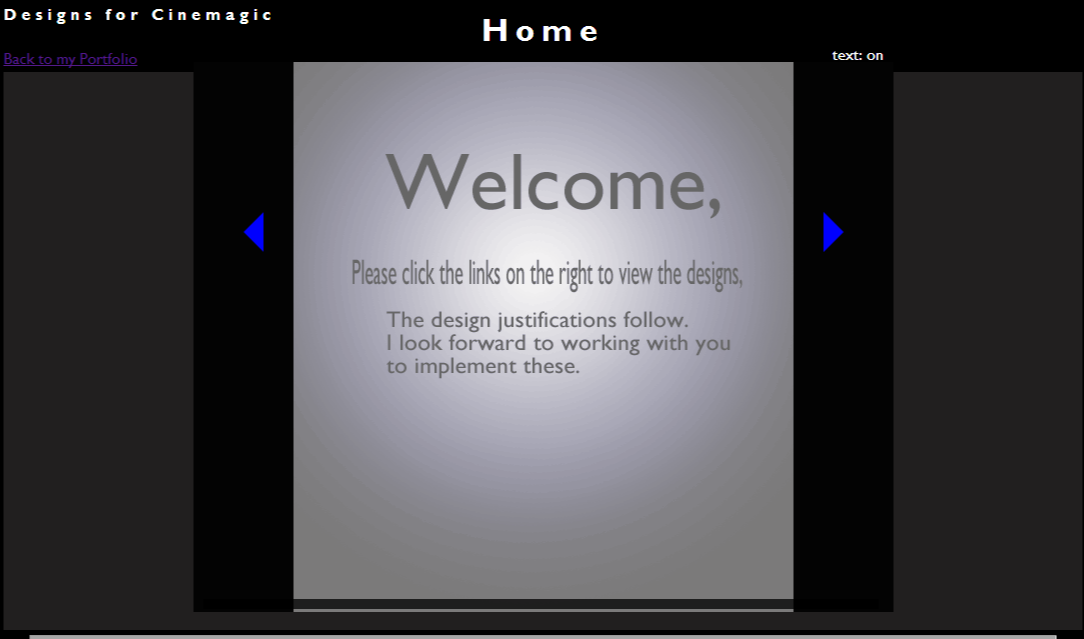 Designs for Cinemagic
Home
Back to my Portfolio
text: on
Welcome,
Please click the links on the right to view the designs,
The design justifications follow.
I look forward to working with you
to implement these.